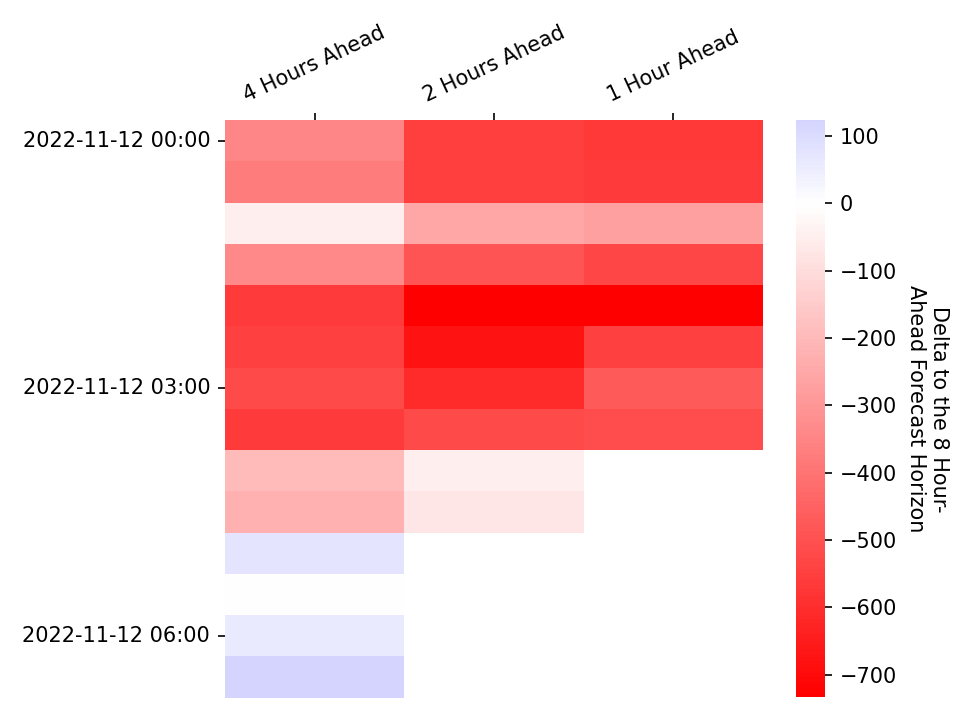 4 Hours Ahead
2 Hours Ahead
1 Hour Ahead
2022-11-12 00:00
2022-11-12 03:00
2022-11-12 06:00
100
0
−100
−200
−300
−400
−500
−600
−700
Delta to the 8 Hour-
Ahead Forecast Horizon